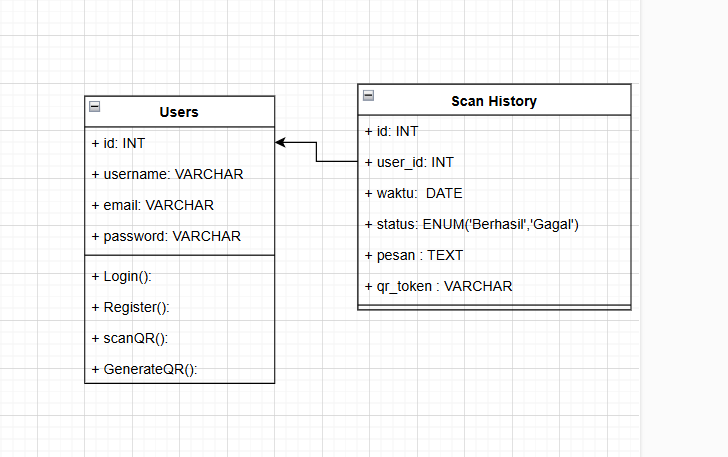 Users
+ id: INT
+ username: VARCHAR
+ email: VARCHAR
+ password: VARCHAR
+ Login():
+ Register():
+ scanQR():
+ GenerateQR():
Scan History
+ id: INT
+ user_id: INT
+ waktu:  DATE
+ status: ENUM('Berhasil','Gagal')
+ pesan : TEXT
+ qr_token : VARCHAR